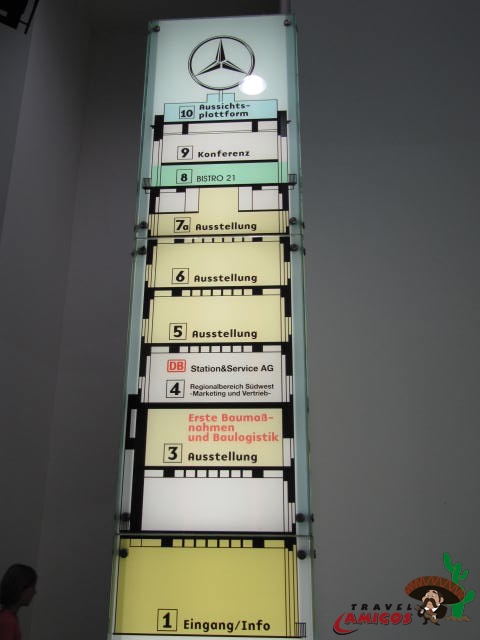 10 Aussichts-
plottform
9 Konferenz
8 BISTRO 21
7a Ausstellung
6 Ausstellung
5 Ausstellung
DB Station&Service AG
4 Regionalbereich Südwest
-Marketing und Vertrieb-
Erste Baumaß-
nahmen
und Baulogistik
3 Ausstellung
1 Eingang/Info
TRAVEL
AMIGOS